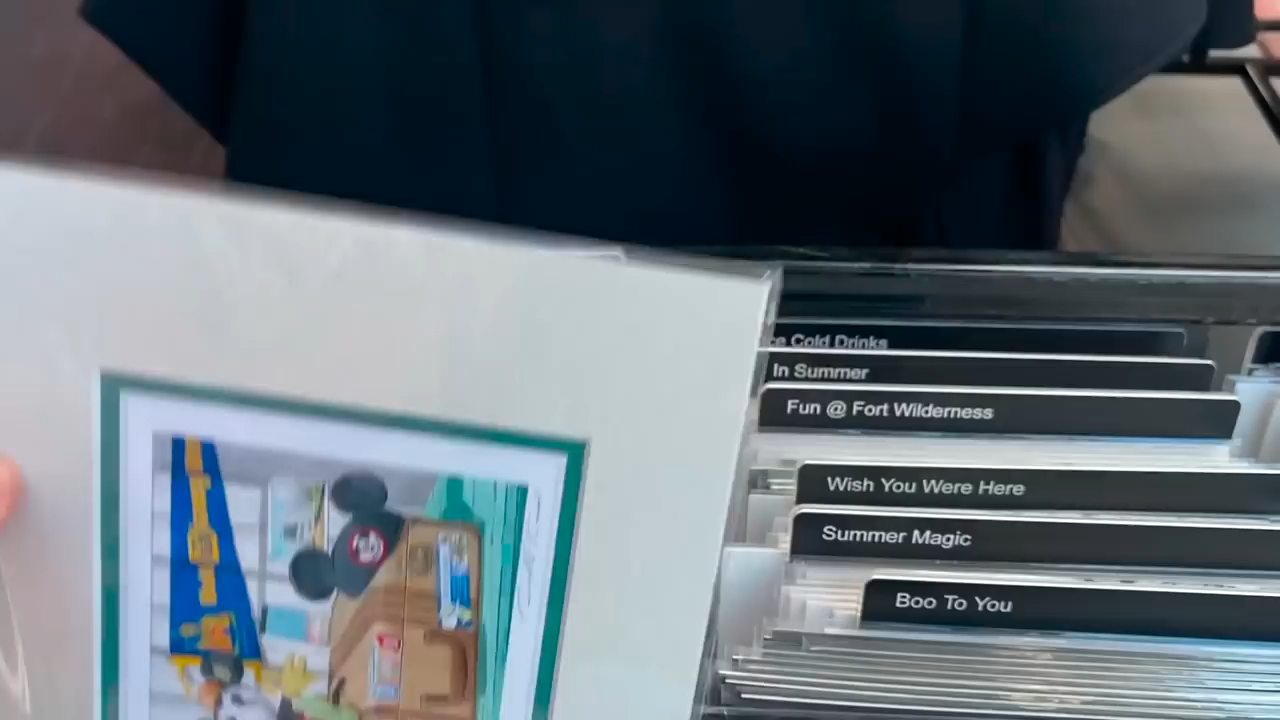 Cold Drinks
In Summer
Fun @ Fort Wilderness
Wish You Were Here
Summer Magic
Boo To You